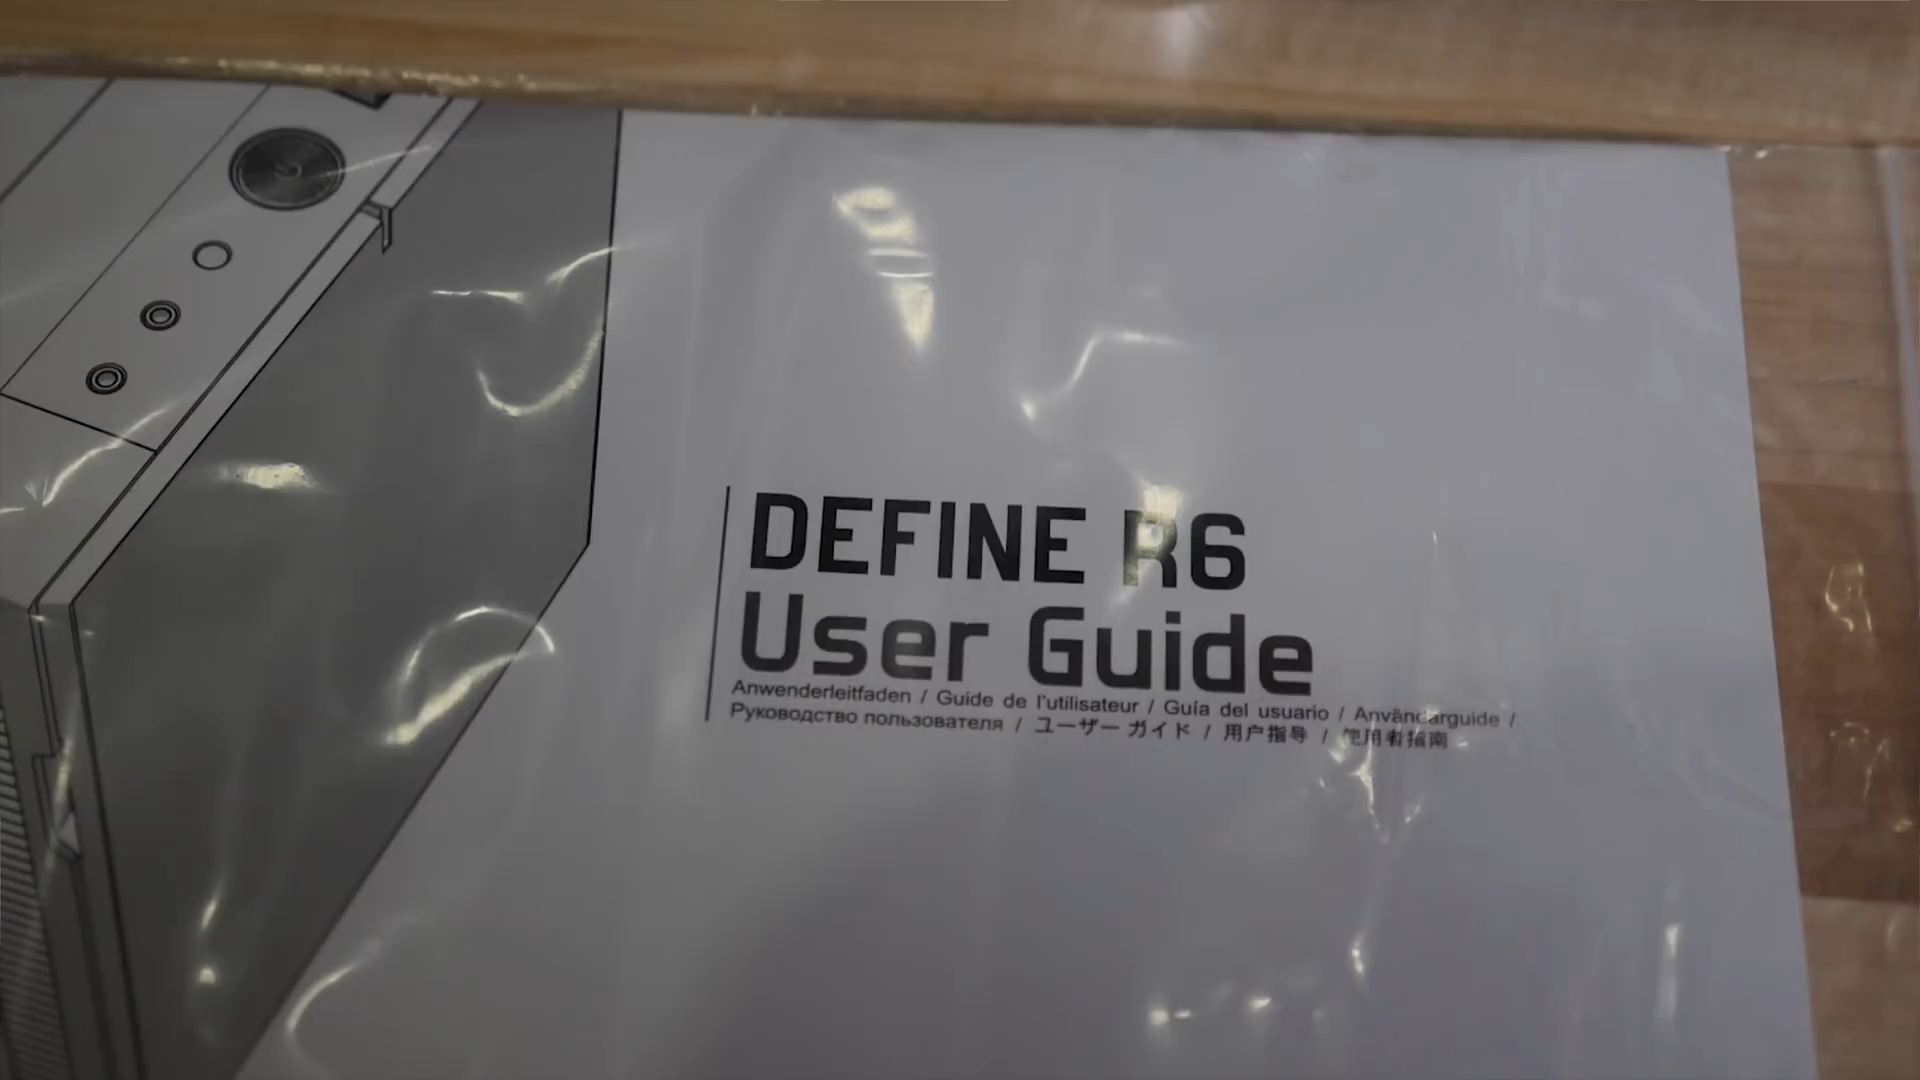 DEFINE R6
User Guide
Anwenderleitfaden / Guide de l'utilisateur / Guía del usuario / Användarguide /
Руководство пользователя / ユーザー ガイド / 用户指导 / 使用者指南